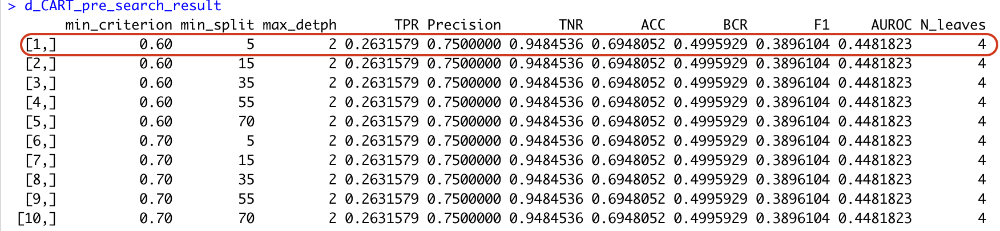 > d_CART_pre_search_result
min_criterion min_split max_detph TPR Precision TNR ACC BCR F1 AUROC N_leaves
[1,] 0.60 5 2 0.2631579 0.7500000 0.9484536 0.6948052 0.4995929 0.3896104 0.4481823 4
[2,] 0.60 15 2 0.2631579 0.7500000 0.9484536 0.6948052 0.4995929 0.3896104 0.4481823 4
[3,] 0.60 35 2 0.2631579 0.7500000 0.9484536 0.6948052 0.4995929 0.3896104 0.4481823 4
[4,] 0.60 55 2 0.2631579 0.7500000 0.9484536 0.6948052 0.4995929 0.3896104 0.4481823 4
[5,] 0.60 70 2 0.2631579 0.7500000 0.9484536 0.6948052 0.4995929 0.3896104 0.4481823 4
[6,] 0.70 5 2 0.2631579 0.7500000 0.9484536 0.6948052 0.4995929 0.3896104 0.4481823 4
[7,] 0.70 15 2 0.2631579 0.7500000 0.9484536 0.6948052 0.4995929 0.3896104 0.4481823 4
[8,] 0.70 35 2 0.2631579 0.7500000 0.9484536 0.6948052 0.4995929 0.3896104 0.4481823 4
[9,] 0.70 55 2 0.2631579 0.7500000 0.9484536 0.6948052 0.4995929 0.3896104 0.4481823 4
[10,] 0.70 70 2 0.2631579 0.7500000 0.9484536 0.6948052 0.4995929 0.3896104 0.4481823 4